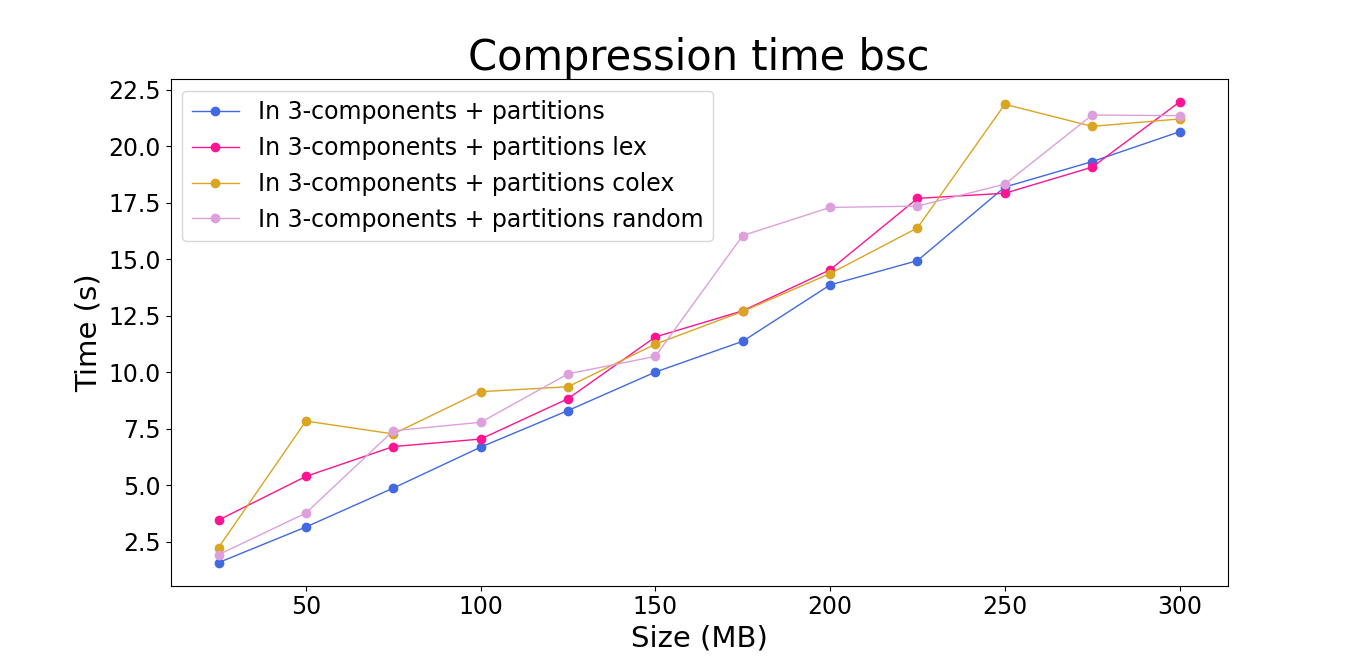 Compression time bsc
22.5
20.0
17.5
15.0
12.5
10.0
7.5
5.0
2.5
Time (s)
In 3-components + partitions
In 3-components + partitions lex
In 3-components + partitions colex
In 3-components + partitions random
50 100 150 200 250 300
Size (MB)